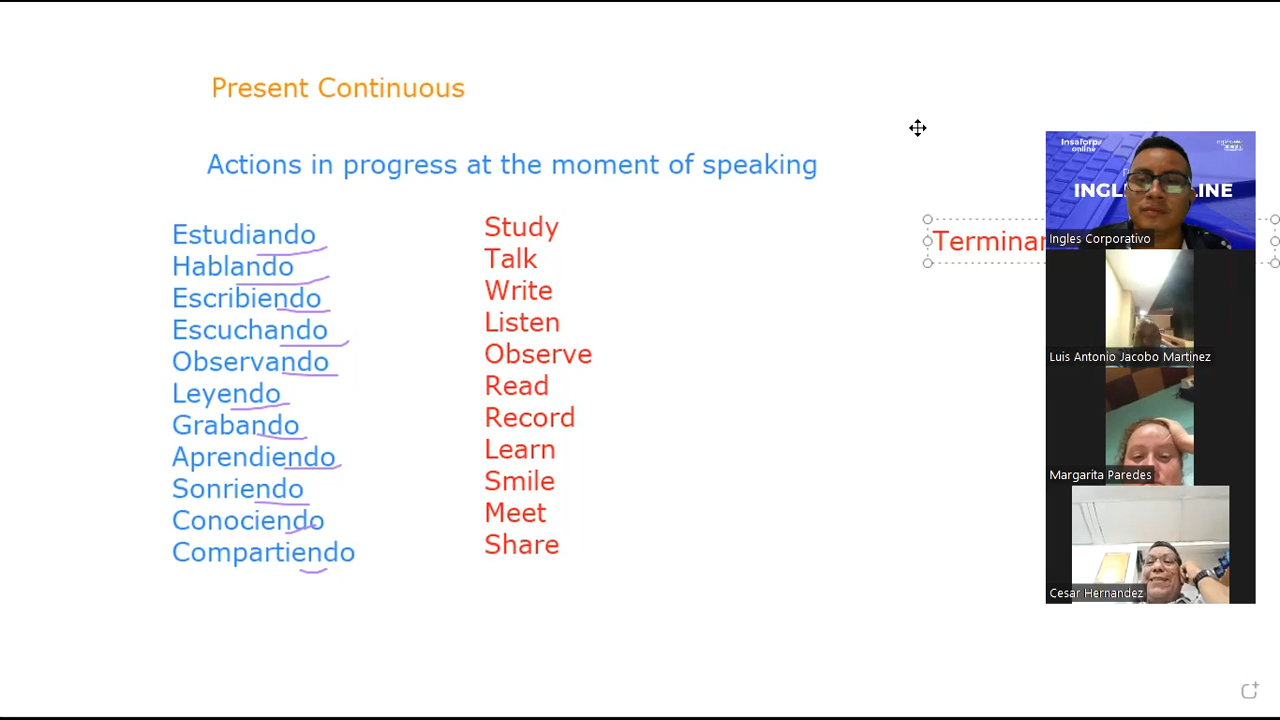 Present Continuous
Actions in progress at the moment of speaking
Estudiando
Hablando
Escribiendo
Escuchando
Observando
Leyendo
Grabando
Aprendiendo
Sonriendo
Conociendo
Compartiendo
Study
Talk
Write
Listen
Observe
Read
Record
Learn
Smile
Meet
Share
Insaforp
online
Ingles Corporativo
Luis Antonio Jacobo Martinez
Margarita Paredes
Cesar Hernandez